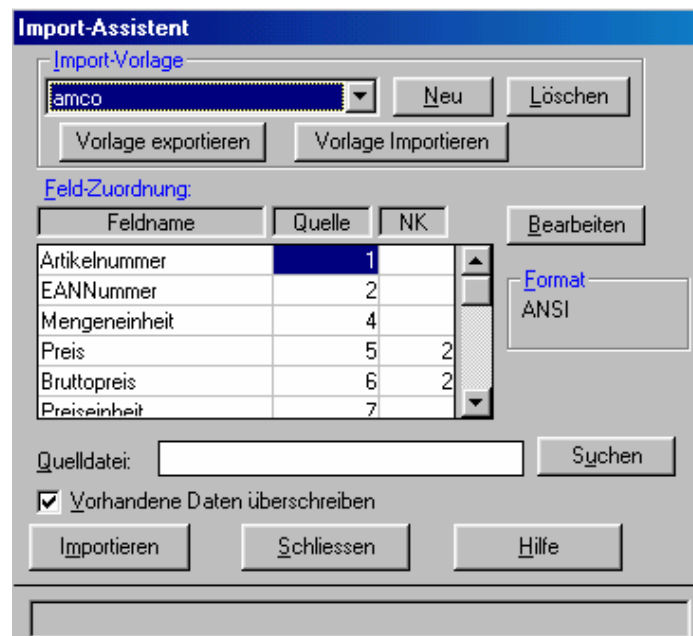 Import-Assistent
Import-Vorlage
amco Neu Löschen
Vorlage exportieren Vorlage Importieren
Feld-Zuordnung:
Feldname Quelle NK Bearbeiten
Artikelnummer 1
EANNummer 2
Mengeneinheit 4
Preis 5 2
Bruttopreis 6 2
Preiseinheit 7
Format
ANSI
Quelldatei: Suchen
Vorhandene Daten überschreiben
Importieren Schliessen Hilfe